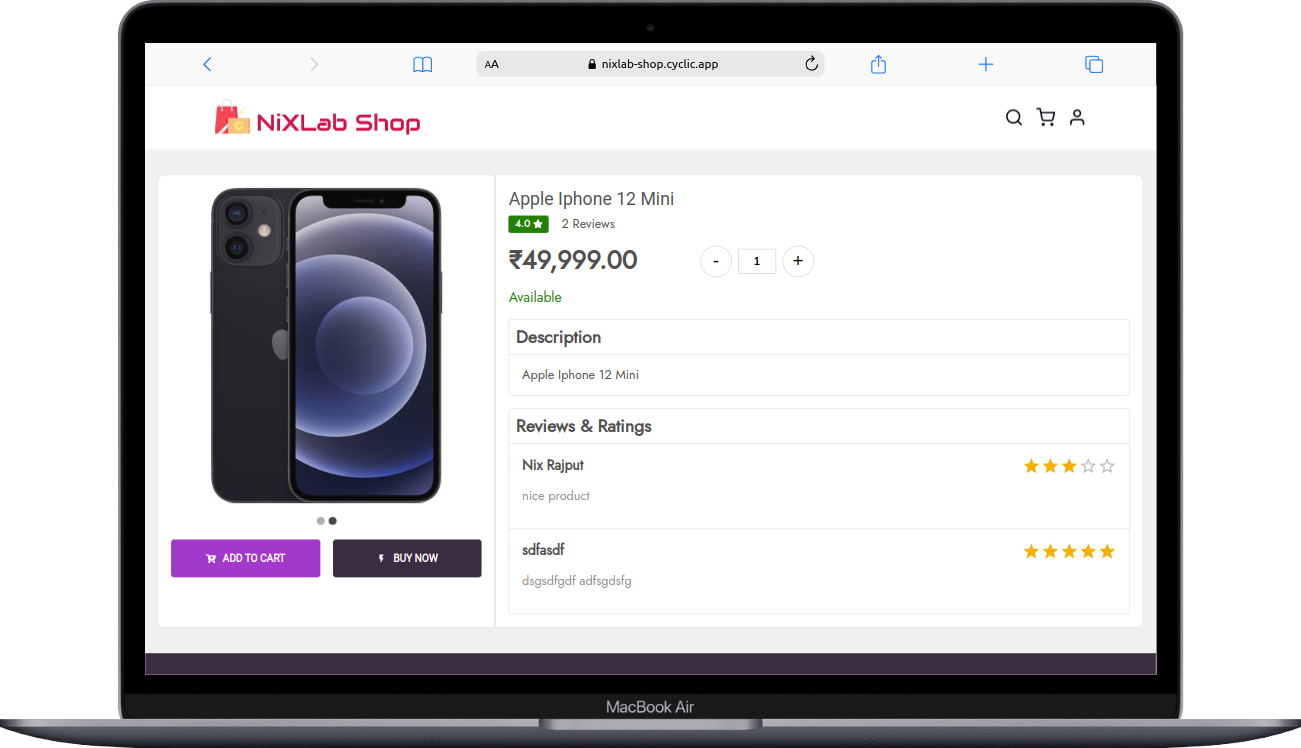 AA
nixlab-shop.cyclic.app
NiXLab Shop
Apple Iphone 12 Mini
4.0
2 Reviews
₹49,999.00
-
1
+
Available
Description
Apple Iphone 12 Mini
Reviews & Ratings
Nix Rajput
nice product
sdfasdf
dsgsdfgdf adfsgdsfg
ADD TO CART
BUY NOW
MacBook Air